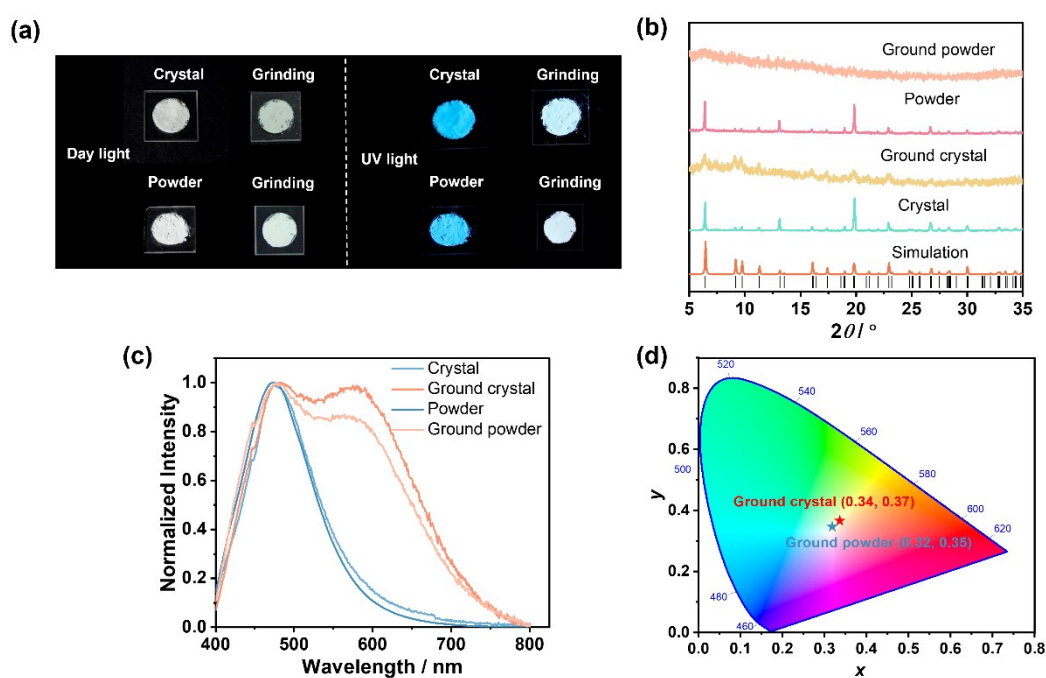 (a)
Crystal Grinding Crystal Grinding
Day light UV light
Powder Grinding Powder Grinding
(b)
Ground powder
Powder
Ground crystal
Crystal
Simulation
5 10 15 20 25 30 35
2θ / °
(c)
Normalized Intensity
1.0
0.8
0.6
0.4
0.2
0.0
Crystal
Ground crystal
Powder
Ground powder
400 500 600 700 800
Wavelength / nm
(d)
y
0.8
0.6
0.4
0.2
0.0
520
540
560
500
580
600
620
480
460
Ground crystal (0.34, 0.37)
Ground powder (0.32, 0.35)
0.0 0.1 0.2 0.3 0.4 0.5 0.6 0.7 0.8
x